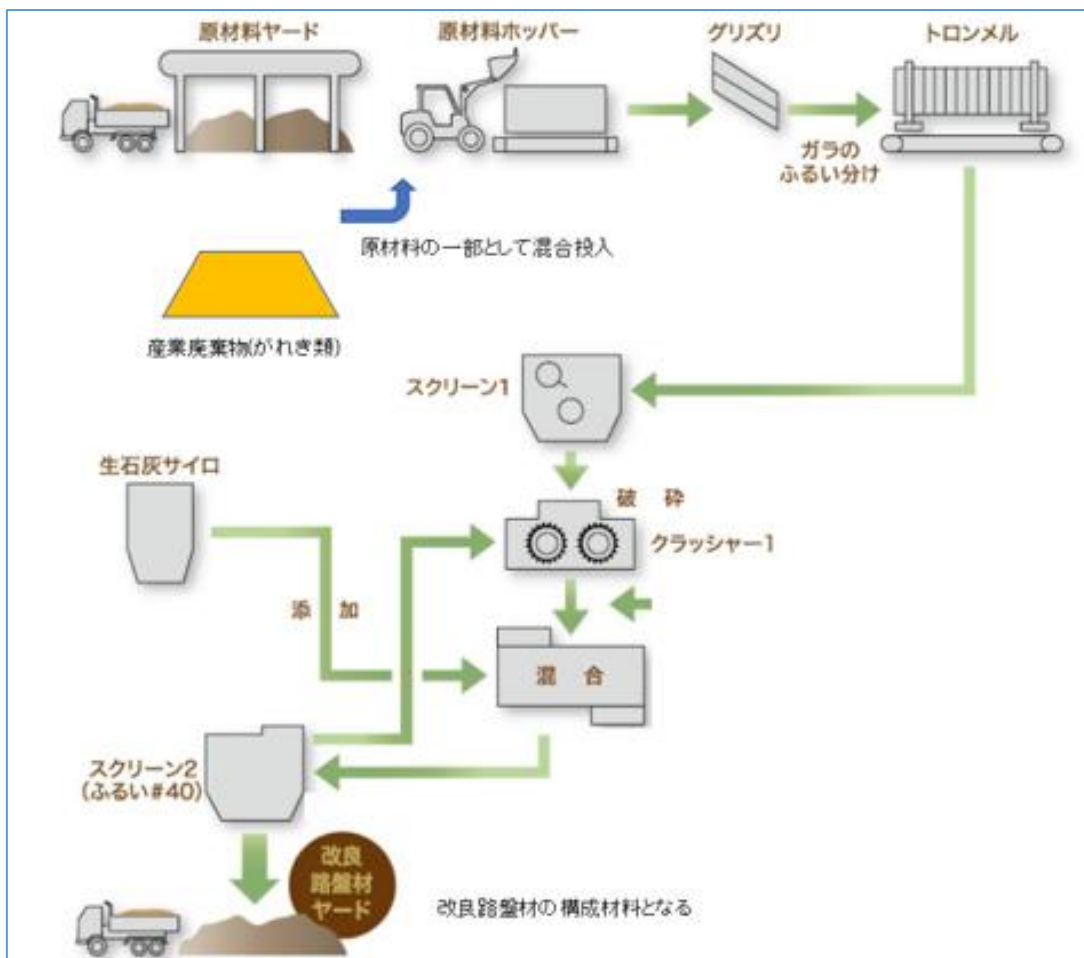 原材料ヤード
原材料ホッパー
グリズリ
トロンメル
ガラの
ふるい分け
原材料の一部として混合投入
産業廃棄物(がれき類)
スクリーン1
生石灰サイロ
破 砕
クラッシャー1
添 加
混 合
スクリーン2
(ふるい#40)
改良
路盤材
ヤード
改良路盤材の構成材料となる